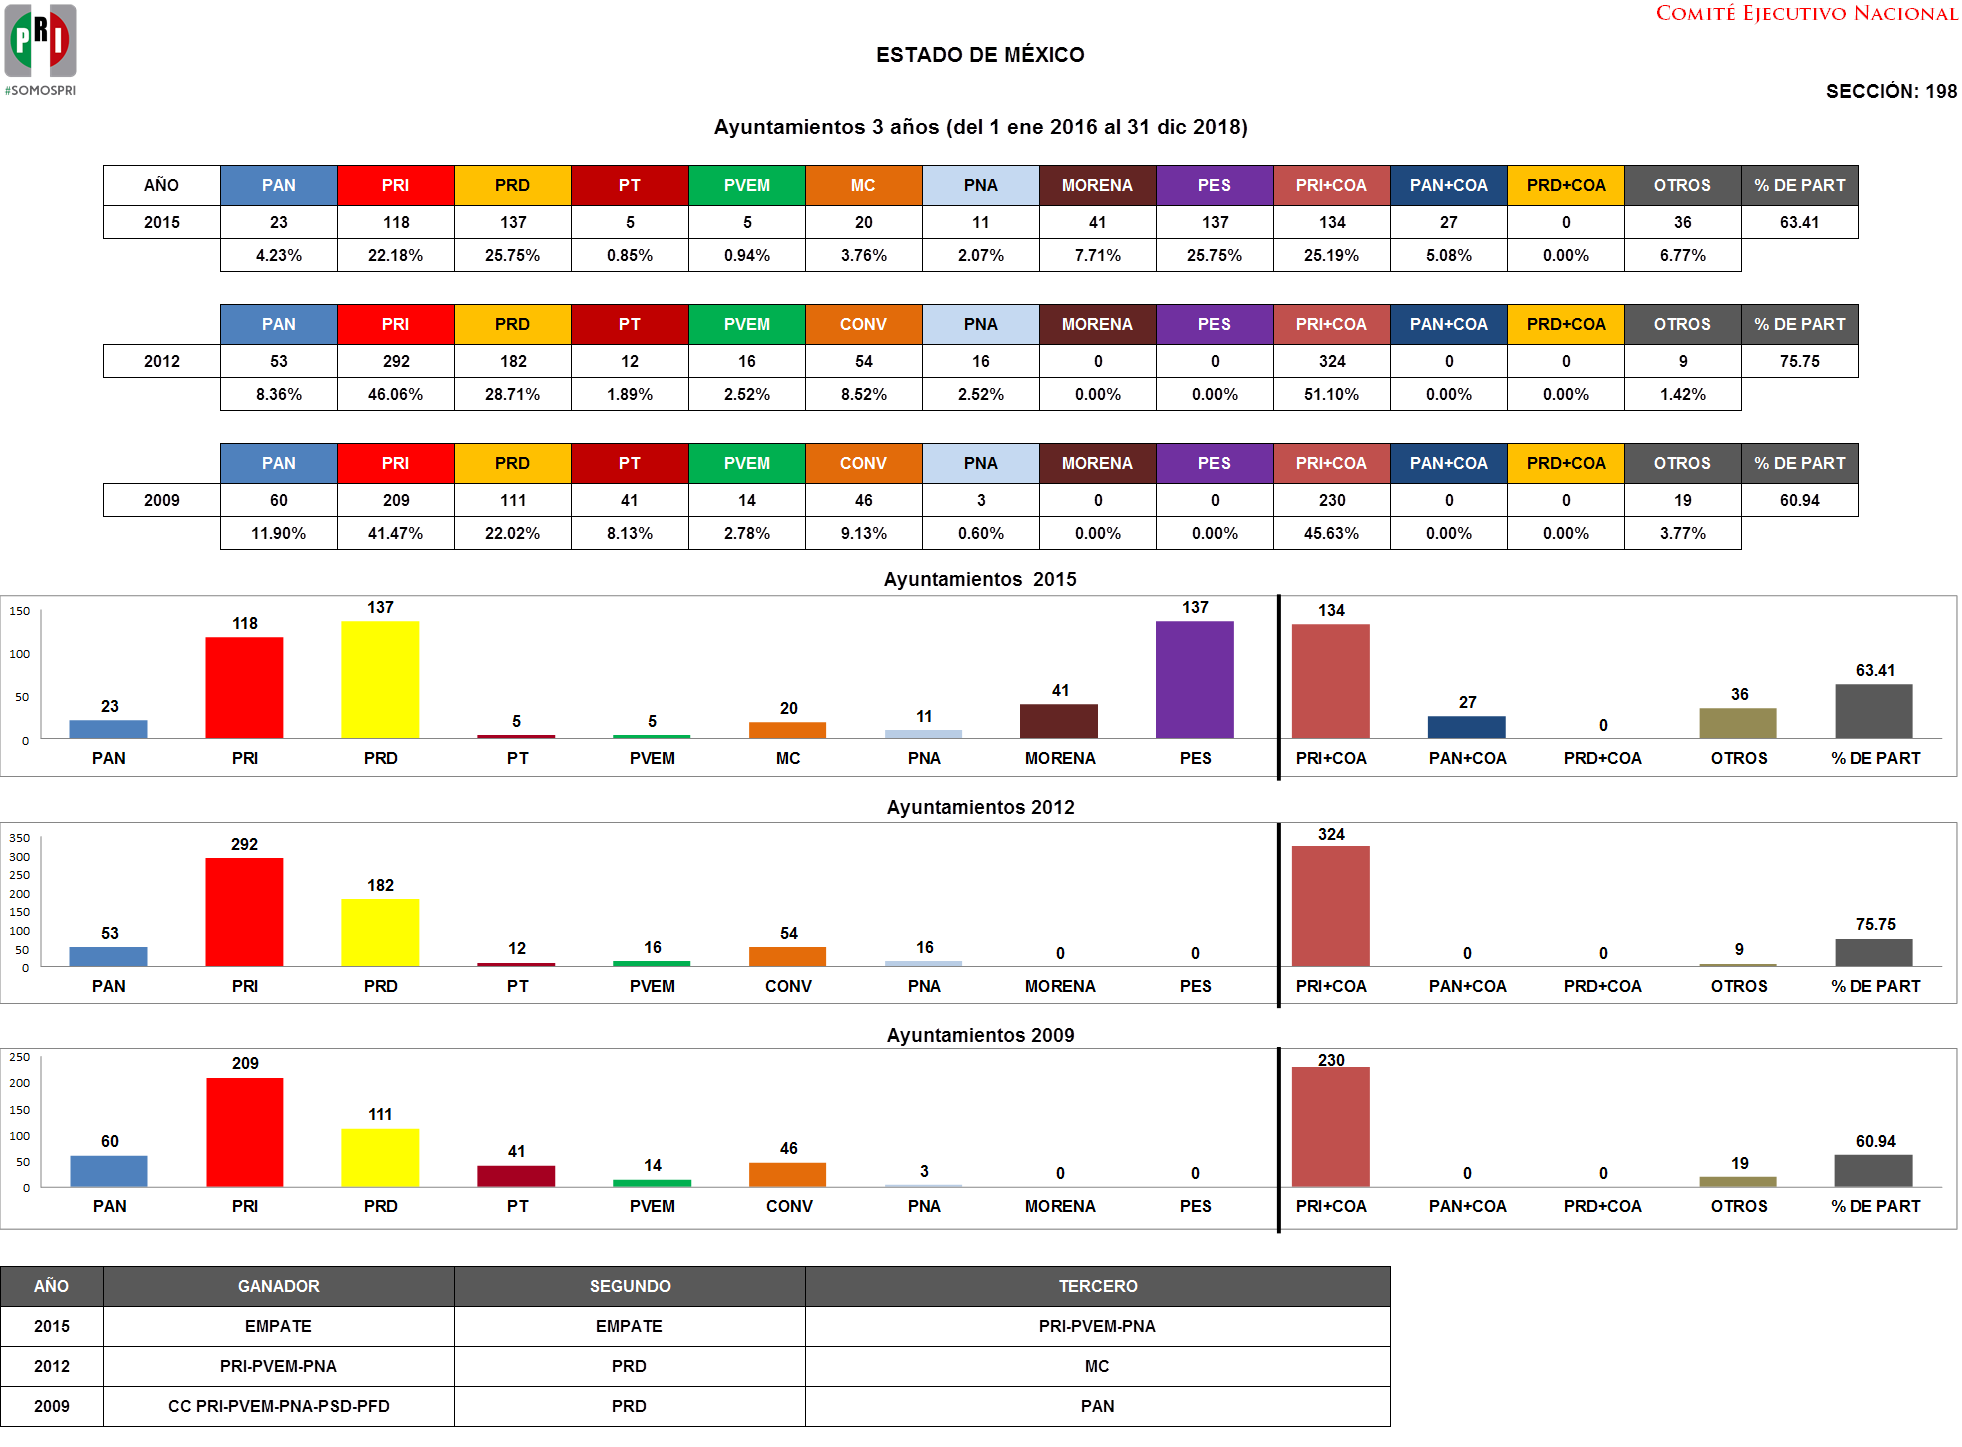 PRI
#SOMOSPRI
COMITÉ EJECUTIVO NACIONAL
ESTADO DE MÉXICO
SECCIÓN: 198
Ayuntamientos 3 años (del 1 ene 2016 al 31 dic 2018)
AÑO PAN PRI PRD PT PVEM MC PNA MORENA PES PRI+COA PAN+COA PRD+COA OTROS % DE PART
2015 23 118 137 5 5 20 11 41 137 134 27 0 36 63.41
4.23% 22.18% 25.75% 0.85% 0.94% 3.76% 2.07% 7.71% 25.75% 25.19% 5.08% 0.00% 6.77%
PAN PRI PRD PT PVEM CONV PNA MORENA PES PRI+COA PAN+COA PRD+COA OTROS % DE PART
2012 53 292 182 12 16 54 16 0 0 324 0 0 9 75.75
8.36% 46.06% 28.71% 1.89% 2.52% 8.52% 2.52% 0.00% 0.00% 51.10% 0.00% 0.00% 1.42%
PAN PRI PRD PT PVEM CONV PNA MORENA PES PRI+COA PAN+COA PRD+COA OTROS % DE PART
2009 60 209 111 41 14 46 3 0 0 230 0 0 19 60.94
11.90% 41.47% 22.02% 8.13% 2.78% 9.13% 0.60% 0.00% 0.00% 45.63% 0.00% 0.00% 3.77%
Ayuntamientos 2015
150
100
50
0
23 118 137 5 5 20 11 41 137 134 27 0 36 63.41
PAN PRI PRD PT PVEM MC PNA MORENA PES PRI+COA PAN+COA PRD+COA OTROS % DE PART
Ayuntamientos 2012
350
300
250
200
150
100
50
0
53 292 182 12 16 54 16 0 0 324 0 0 9 75.75
PAN PRI PRD PT PVEM CONV PNA MORENA PES PRI+COA PAN+COA PRD+COA OTROS % DE PART
Ayuntamientos 2009
250
200
150
100
50
0
60 209 111 41 14 46 3 0 0 230 0 0 19 60.94
PAN PRI PRD PT PVEM CONV PNA MORENA PES PRI+COA PAN+COA PRD+COA OTROS % DE PART
AÑO GANADOR SEGUNDO TERCERO
2015 EMPATE EMPATE PRI-PVEM-PNA
2012 PRI-PVEM-PNA PRD MC
2009 CC PRI-PVEM-PNA-PSD-PFD PRD PAN